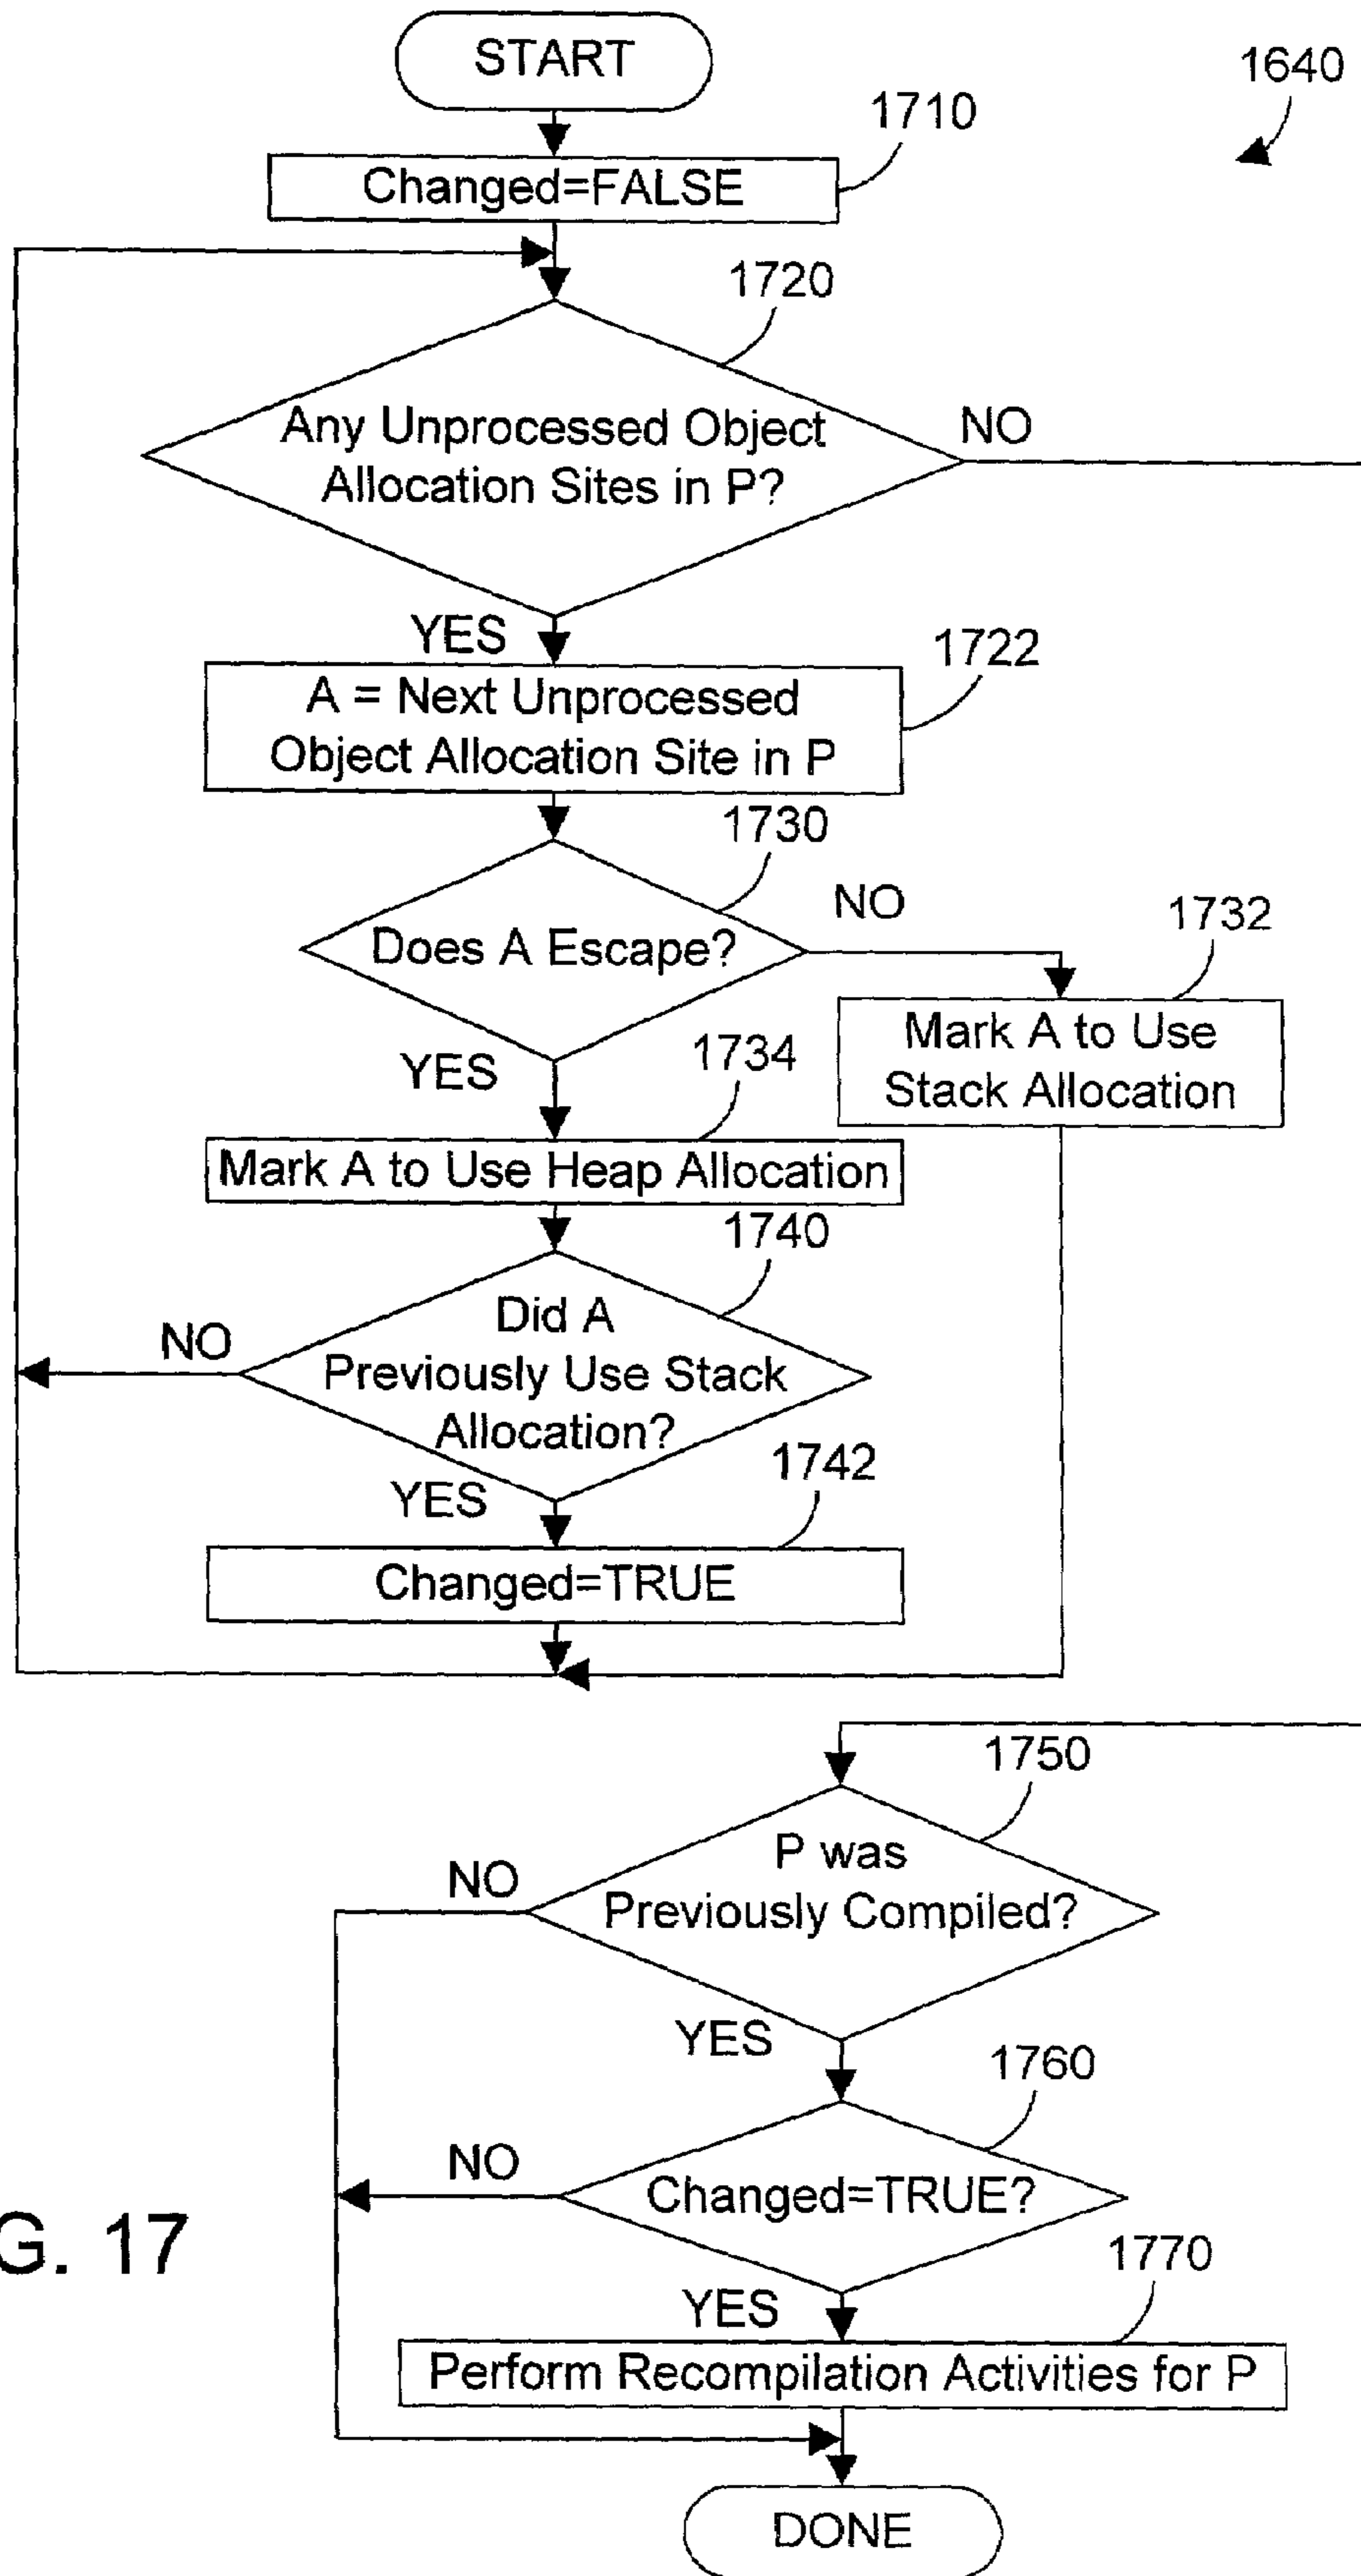 START
1640
1710
Changed=FALSE
1720
Any Unprocessed Object
Allocation Sites in P?
NO
YES
1722
A = Next Unprocessed
Object Allocation Site in P
1730
Does A Escape?
NO
1732
Mark A to Use
Stack Allocation
YES
1734
Mark A to Use Heap Allocation
1740
Did A
Previously Use Stack
Allocation?
NO
YES
1742
Changed=TRUE
1750
P was
Previously Compiled?
NO
YES
1760
Changed=TRUE?
NO
G. 17
YES
1770
Perform Recompilation Activities for P
DONE